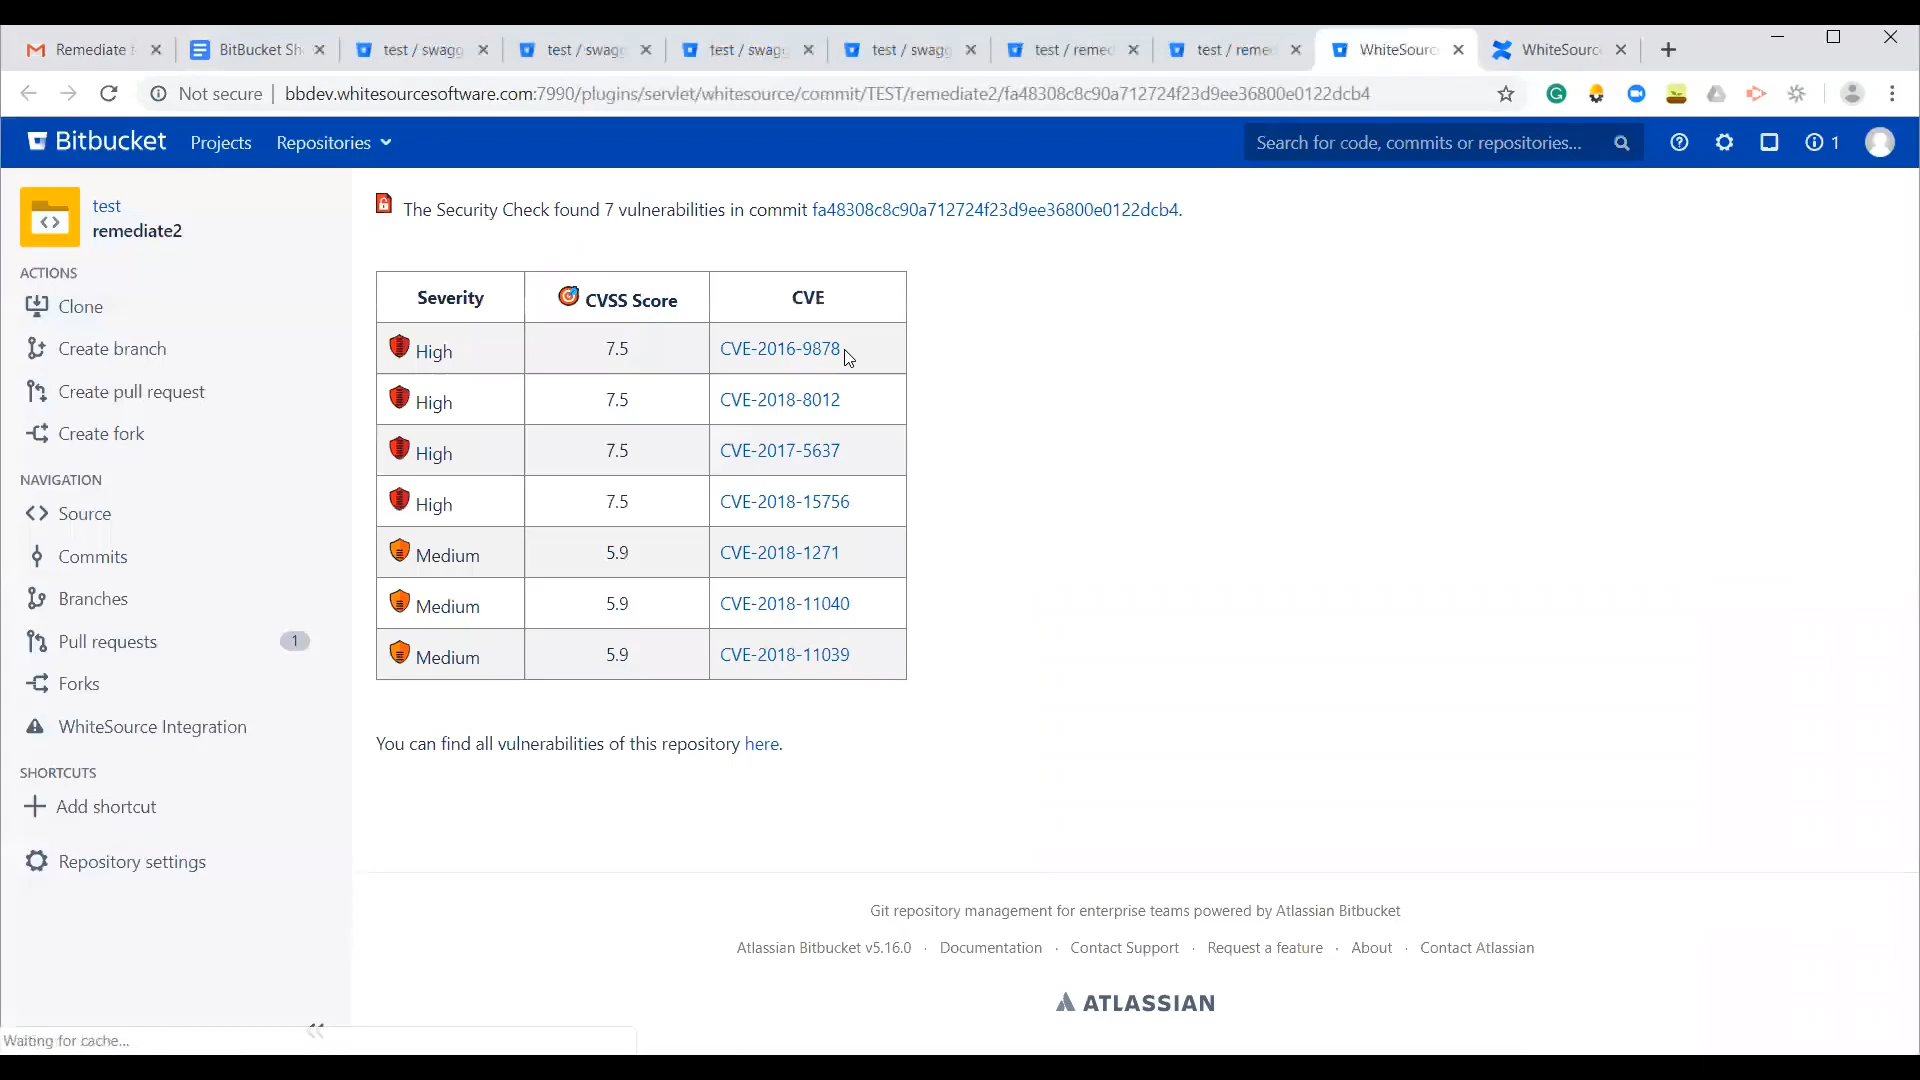 Remediate
BitBucket Sh
test / swagg
test / swag
test / swag
test / swagg
test / reme
test / reme
WhiteSourc
WhiteSourc
Not secure | bbdev.whitesourcesoftware.com:7990/plugins/servlet/whitesource/commit/TEST/remediate2/fa48308c8c90a712724f23d9ee36800e0122dcb4
Bitbucket Projects Repositories Search for code, commits or repositories... 1
test
remediate2
ACTIONS
Clone
Create branch
Create pull request
Create fork
NAVIGATION
Source
Commits
Branches
Pull requests 1
Forks
WhiteSource Integration
SHORTCUTS
Add shortcut
Repository settings
The Security Check found 7 vulnerabilities in commit fa48308c8c90a712724f23d9ee36800e0122dcb4.
Severity CVSS Score CVE
High 7.5 CVE-2016-9878
High 7.5 CVE-2018-8012
High 7.5 CVE-2017-5637
High 7.5 CVE-2018-15756
Medium 5.9 CVE-2018-1271
Medium 5.9 CVE-2018-11040
Medium 5.9 CVE-2018-11039
You can find all vulnerabilities of this repository here.
Git repository management for enterprise teams powered by Atlassian Bitbucket
Atlassian Bitbucket v5.16.0 · Documentation · Contact Support · Request a feature · About · Contact Atlassian
ATLASSIAN
Waiting for cache...